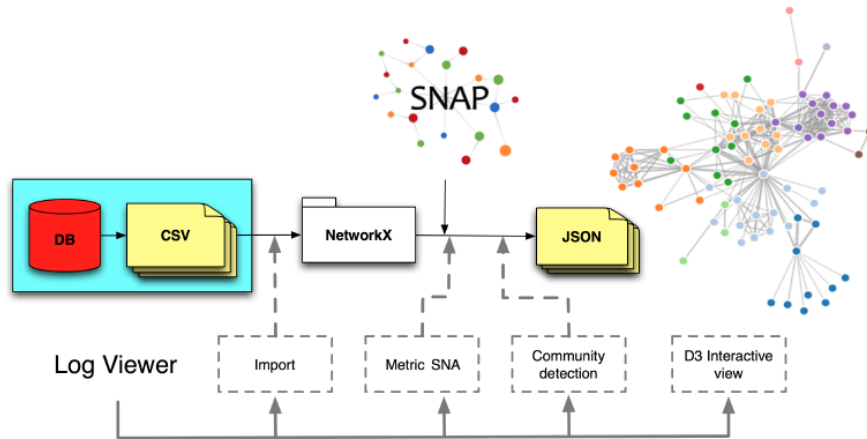 SNAP
DB
CSV
NetworkX
JSON
Log Viewer
Import
Metric SNA
Community
detection
D3 Interactive
view